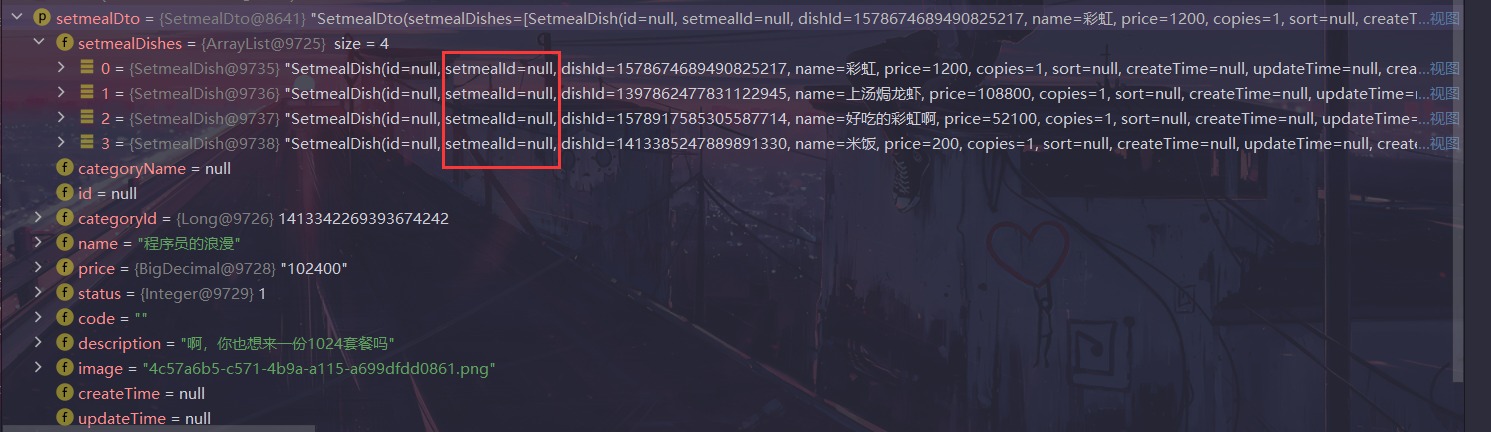 p setmealDto = {SetmealDto@8641} "SetmealDto(setmealDishes=[SetmealDish(id=null, setmealId=null, dishId=1578674689490825217, name=彩虹, price=1200, copies=1, sort=null, createT...视图
f setmealDishes = {ArrayList@9725} size = 4
0 = {SetmealDish@9735} "SetmealDish(id=null, setmealId=null, dishId=1578674689490825217, name=彩虹, price=1200, copies=1, sort=null, createTime=null, updateTime=null, crea...视图
1 = {SetmealDish@9736} "SetmealDish(id=null, setmealId=null, dishId=1397862477831122945, name=上汤焗龙虾, price=108800, copies=1, sort=null, createTime=null, updateTime=...视图
2 = {SetmealDish@9737} "SetmealDish(id=null, setmealId=null, dishId=1578917585305587714, name=好吃的彩虹啊, price=52100, copies=1, sort=null, createTime=null, updateTime=...视图
3 = {SetmealDish@9738} "SetmealDish(id=null, setmealId=null, dishId=1413385247889891330, name=米饭, price=200, copies=1, sort=null, createTime=null, updateTime=null, create...视图
f categoryName = null
f id = null
f categoryId = {Long@9726} 1413342269393674242
f name = "程序员的浪漫"
f price = {BigDecimal@9728} "102400"
f status = {Integer@9729} 1
f code = ""
f description = "啊，你也想来一份1024套餐吗"
f image = "4c57a6b5-c571-4b9a-a115-a699dfdd0861.png"
f createTime = null
f updateTime = null